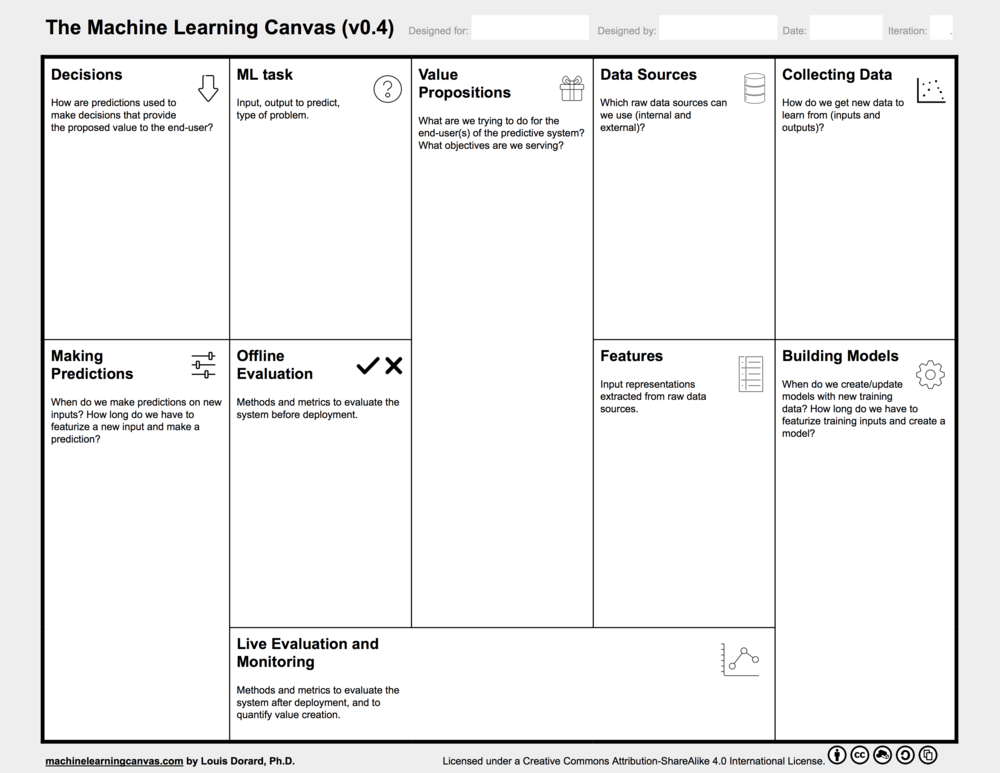 The Machine Learning Canvas (v0.4)
Designed for:
Designed by:
Date:
Iteration:
.
Decisions
How are predictions used to
make decisions that provide
the proposed value to the end-user?
ML task
?
Input, output to predict,
type of problem.
Value
Propositions
What are we trying to do for the
end-user(s) of the predictive system?
What objectives are we serving?
Data Sources
Which raw data sources can
we use (internal and
external)?
Collecting Data
How do we get new data to
learn from (inputs and
outputs)?
Making
Predictions
When do we make predictions on new
inputs? How long do we have to
featurize a new input and make a
prediction?
Offline
Evaluation
Methods and metrics to evaluate the
system before deployment.
Features
Input representations
extracted from raw data
sources.
Building Models
When do we create/update
models with new training
data? How long do we have to
featurize training inputs and create a
model?
Live Evaluation and
Monitoring
Methods and metrics to evaluate the
system after deployment, and to
quantify value creation.
machinelearningcanvas.com by Louis Dorard, Ph.D.
Licensed under a Creative Commons Attribution-ShareAlike 4.0 International License.
cc